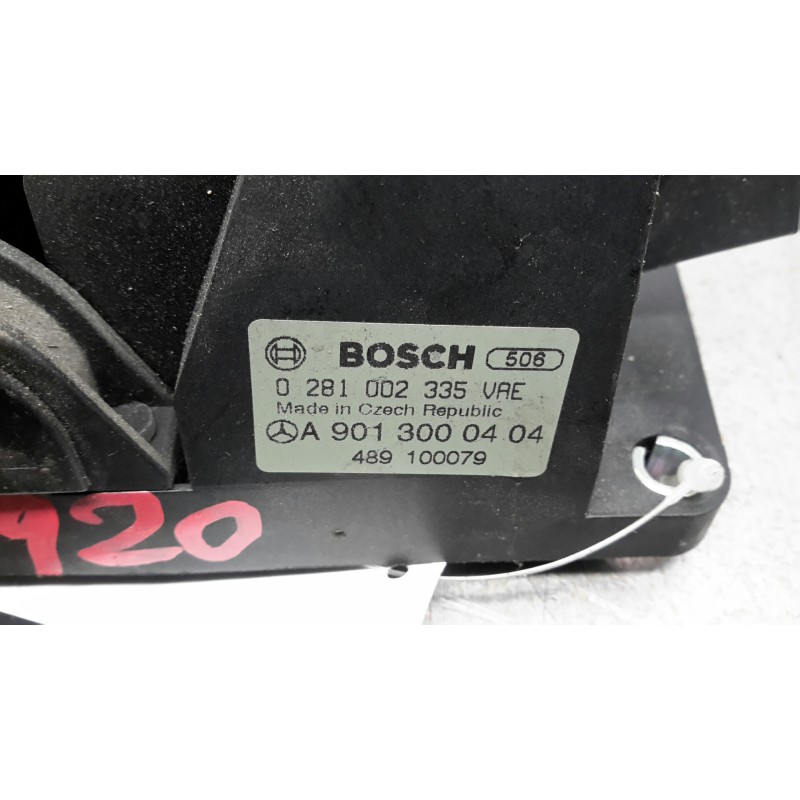 BOSCH 506
0 281 002 335 VAE
Made in Czech Republic
A 901 300 04 04
489 100079
920